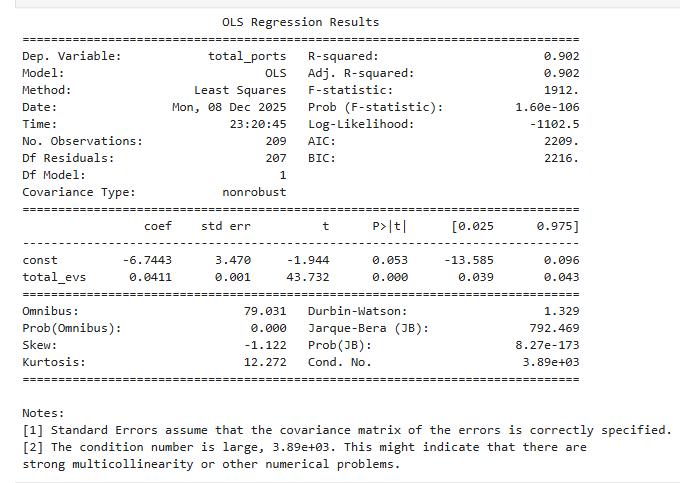 OLS Regression Results
==============================================================================
Dep. Variable: total_ports R-squared: 0.902
Model: OLS Adj. R-squared: 0.902
Method: Least Squares F-statistic: 1912.
Date: Mon, 08 Dec 2025 Prob (F-statistic): 1.60e-106
Time: 23:20:45 Log-Likelihood: -1102.5
No. Observations: 209 AIC: 2209.
Df Residuals: 207 BIC: 2216.
Df Model: 1
Covariance Type: nonrobust
==============================================================================
coef std err t P>|t| [0.025 0.975]
------------------------------------------------------------------------------
const -6.7443 3.470 -1.944 0.053 -13.585 0.096
total_evs 0.0411 0.001 43.732 0.000 0.039 0.043
==============================================================================
Omnibus: 79.031 Durbin-Watson: 1.329
Prob(Omnibus): 0.000 Jarque-Bera (JB): 792.469
Skew: -1.122 Prob(JB): 8.27e-173
Kurtosis: 12.272 Cond. No. 3.89e+03
==============================================================================
Notes:
[1] Standard Errors assume that the covariance matrix of the errors is correctly specified.
[2] The condition number is large, 3.89e+03. This might indicate that there are
strong multicollinearity or other numerical problems.